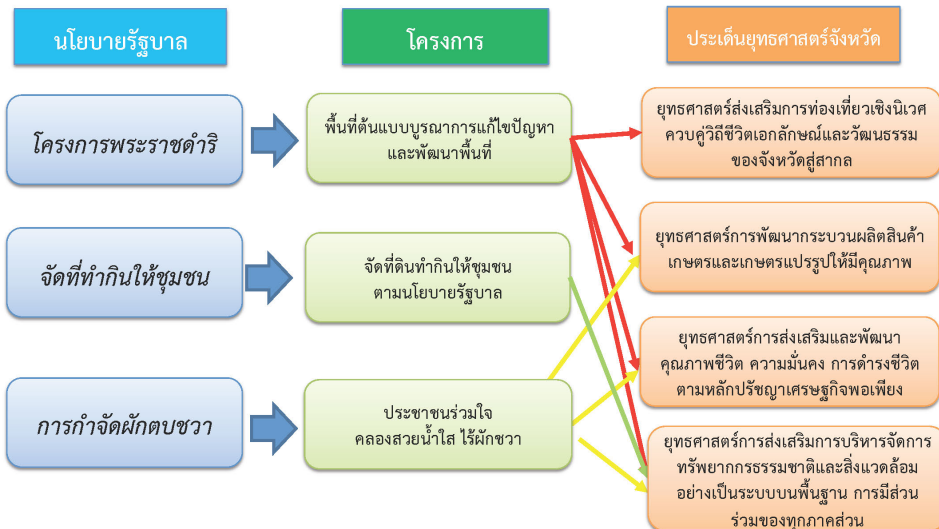 นโยบายรัฐบาล
โครงการ
ประเด็นยุทธศาสตร์จังหวัด
โครงการพระราชดำริ
พื้นที่ต้นแบบบูรณาการแก้ไขปัญหา
และพัฒนาพื้นที่
ยุทธศาสตร์ส่งเสริมการท่องเที่ยวเชิงนิเวศ
ควบคู่วิถีชีวิตเอกลักษณ์และวัฒนธรรม
ของจังหวัดสู่สากล
จัดที่ทำกินให้ชุมชน
จัดที่ดินทำกินให้ชุมชน
ตามนโยบายรัฐบาล
ยุทธศาสตร์การพัฒนากระบวนผลิตสินค้า
เกษตรและเกษตรแปรรูปให้มีคุณภาพ
ยุทธศาสตร์การส่งเสริมและพัฒนา
คุณภาพชีวิต ความมั่นคง การดำรงชีวิต
ตามหลักปรัชญาเศรษฐกิจพอเพียง
การกำจัดผักตบชวา
ประชาชนร่วมใจ
คลองสวยน้ำใส ไร้ผักชวา
ยุทธศาสตร์การส่งเสริมการบริหารจัดการ
ทรัพยากกรธรรมชาติและสิ่งแวดล้อม
อย่างเป็นระบบบนพื้นฐาน การมีส่วน
ร่วมของทุกภาคส่วน